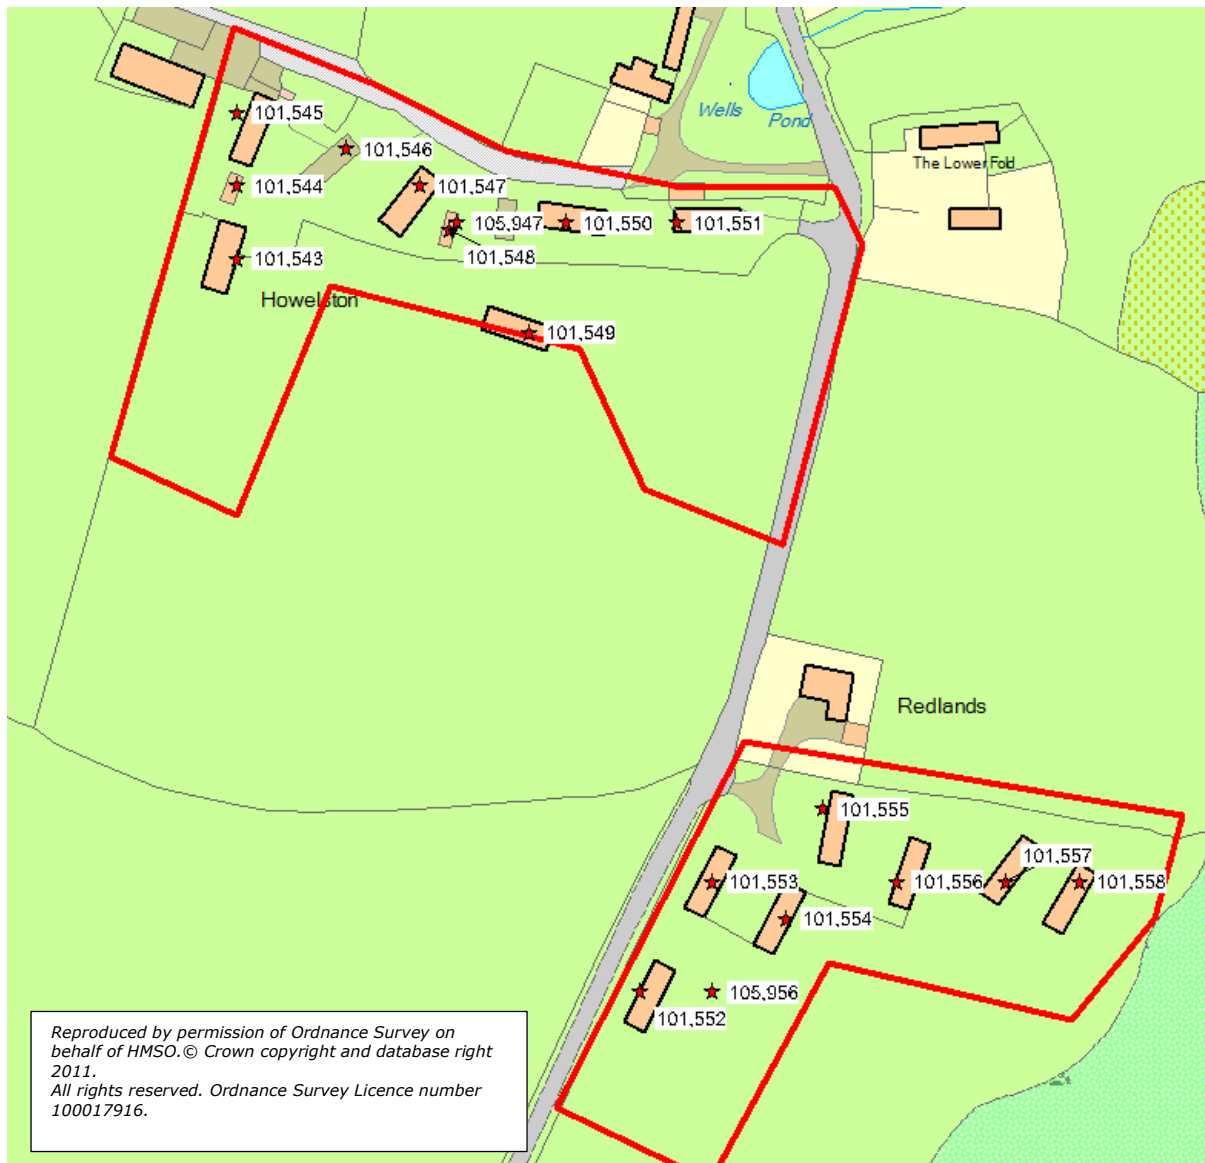 Wells
Pond
101,545
101,546
The Lower Fold
101,544
101,547
105,947
101,550
101,551
101,548
101,543
Howelston
101,549
Redlands
101,555
101,557
101,553
101,556
101,558
101,554
105,956
101,552
Reproduced by permission of Ordnance Survey on
behalf of HMSO.© Crown copyright and database right
2011.
All rights reserved. Ordnance Survey Licence number
100017916.